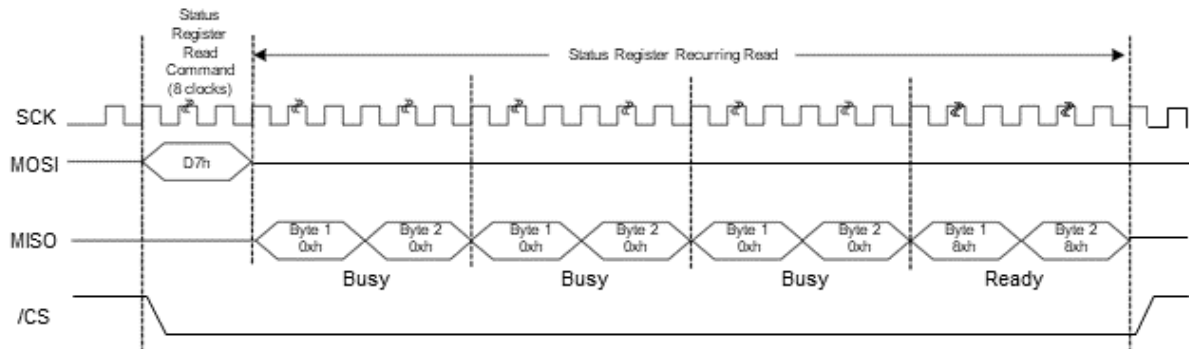 Status
Register
Read
Command
(8 clocks)
Status Register Recurring Read
SCK
MOSI
D7h
MISO
Byte 1
0xh
Byte 2
0xh
Byte 1
0xh
Byte 2
0xh
Byte 1
0xh
Byte 2
0xh
Byte 1
8xh
Byte 2
8xh
Busy
Busy
Busy
Ready
/CS